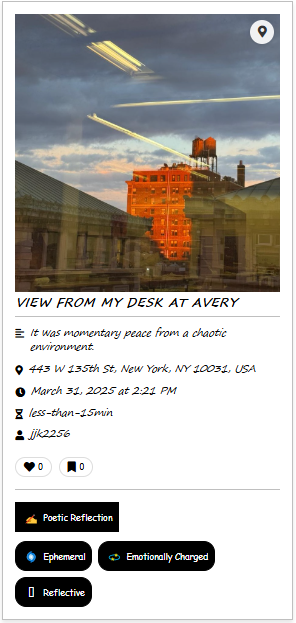 VIEW FROM MY DESK AT AVERY
It was momentary peace from a chaotic
environment.
443 W 135th St, New York, NY 10031, USA
March 31, 2025 at 2:21 PM
less-than-15min
jjk2256
0 0
✍️ Poetic Reflection
Ephemeral Emotionally Charged
Reflective